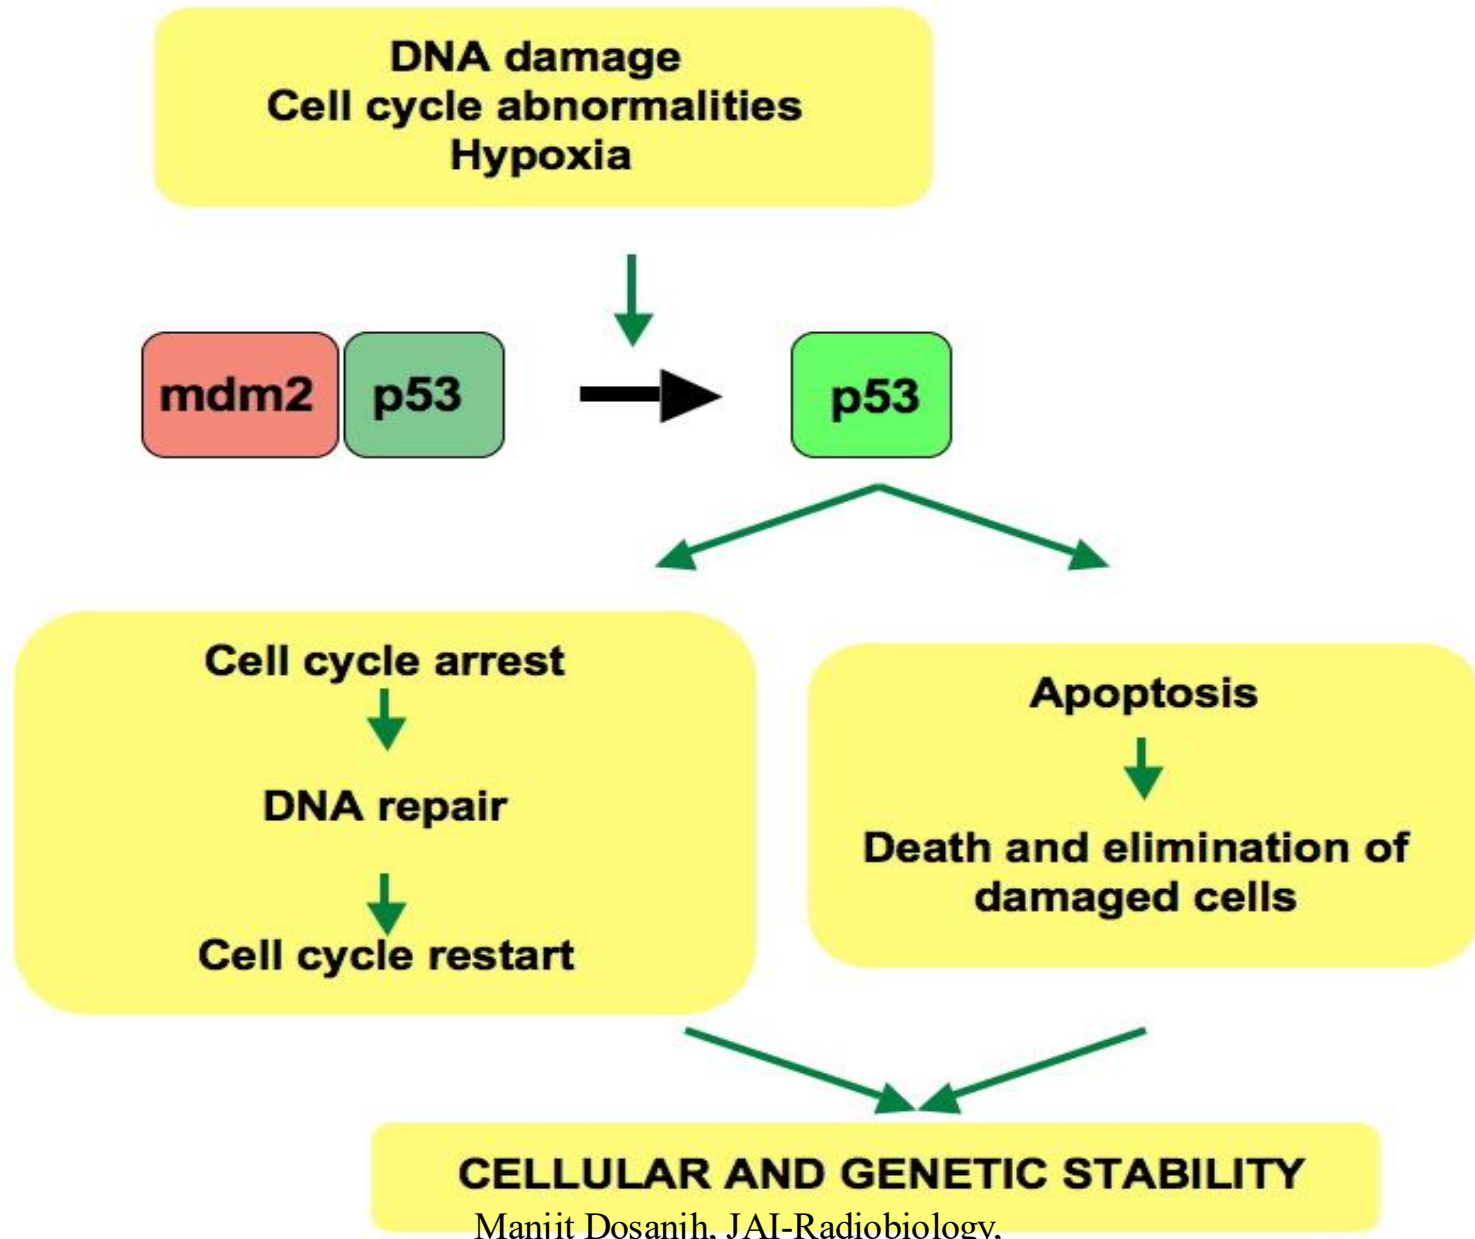 DNA damage
Cell cycle abnormalities
Hypoxia
mdm2
p53
p53
Cell cycle arrest
DNA repair
Cell cycle restart
Apoptosis
Death and elimination of
damaged cells
CELLULAR AND GENETIC STABILITY
Manjit Dosanjh, JAI-Radiobiology,